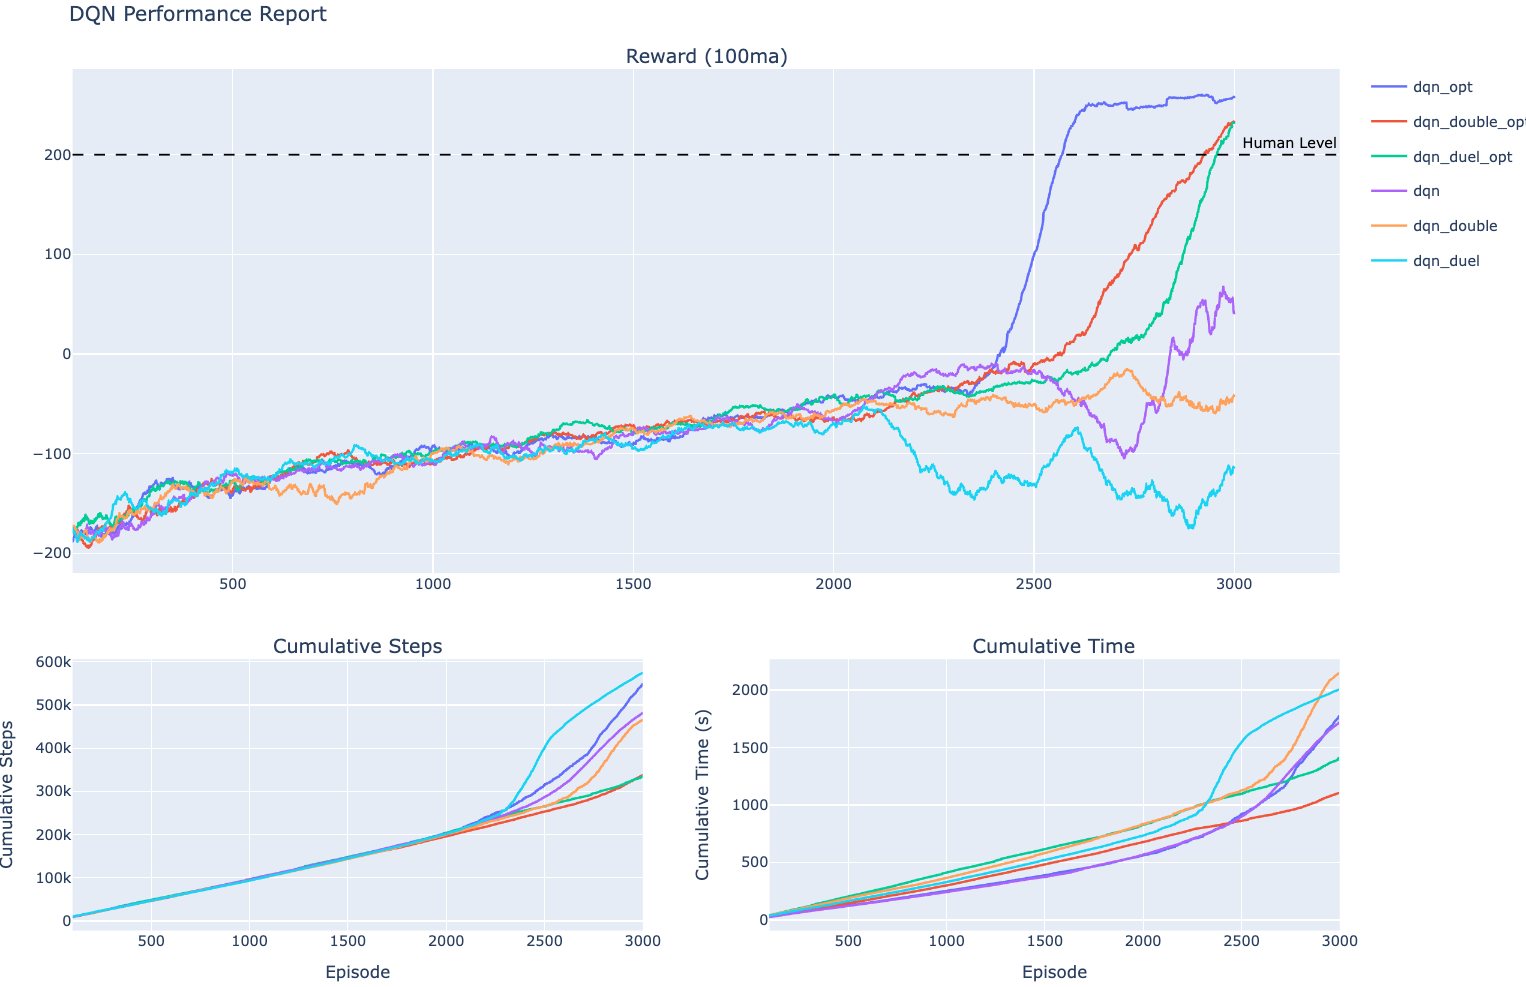 DQN Performance Report
Reward (100ma)
200
100
0
−100
−200
500 1000 1500 2000 2500 3000
Human Level
dqn_opt
dqn_double_opt
dqn_duel_opt
dqn
dqn_double
dqn_duel
Cumulative Steps
Cumulative Steps
600k
500k
400k
300k
200k
100k
0
500 1000 1500 2000 2500 3000
Episode
Cumulative Time
Cumulative Time (s)
2000
1500
1000
500
0
500 1000 1500 2000 2500 3000
Episode